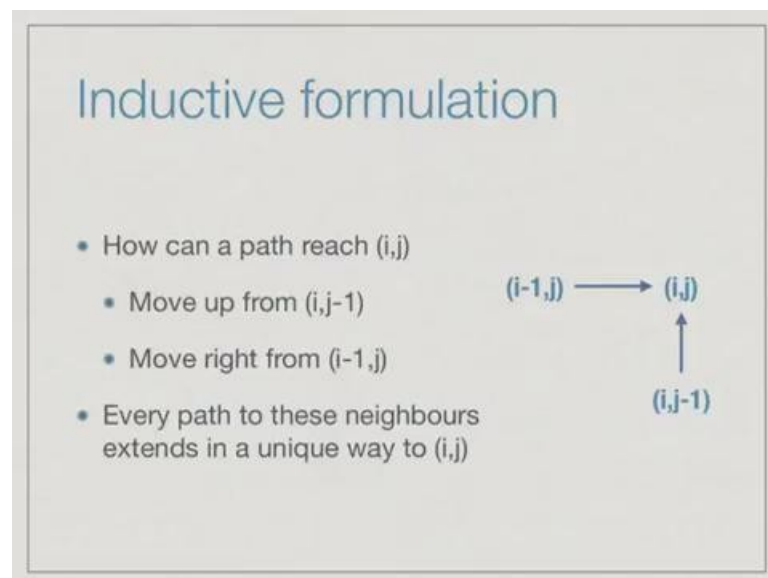 Inductive formulation
• How can a path reach (i,j)
• Move up from (i,j-1)
• Move right from (i-1,j)
• Every path to these neighbours
extends in a unique way to (i,j)
(i-1,j) → (i,j)
↑
(i,j-1)